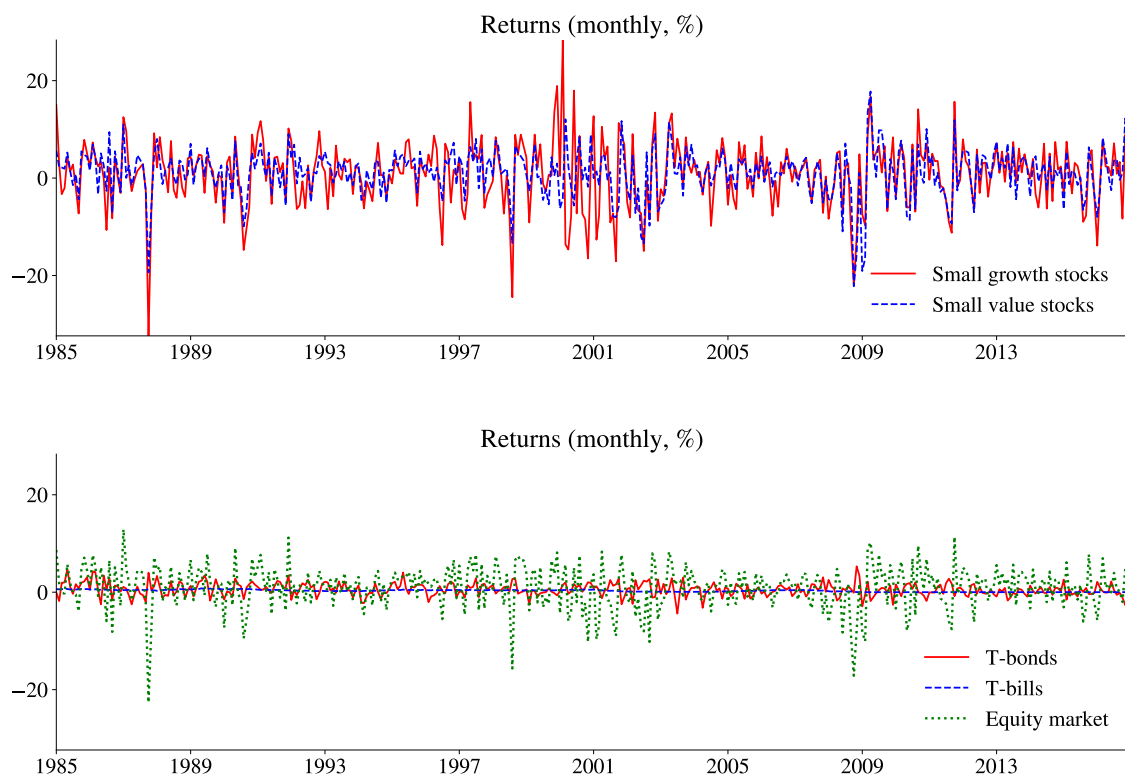 Returns (monthly, %)
20
0
−20
Small growth stocks
Small value stocks
1985 1989 1993 1997 2001 2005 2009 2013
Returns (monthly, %)
20
0
−20
T-bonds
T-bills
Equity market
1985 1989 1993 1997 2001 2005 2009 2013